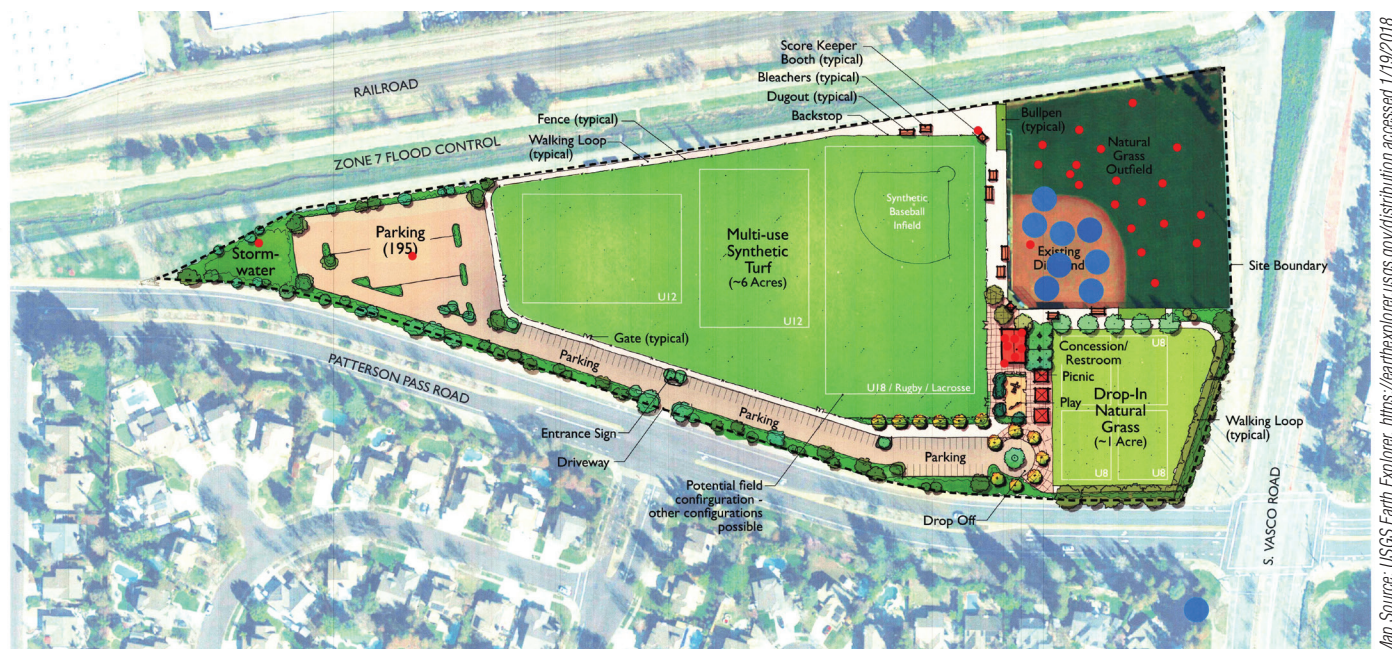 RAILROAD
ZONE 7 FLOOD CONTROL
Score Keeper
Booth (typical)
Bleachers (typical)
Dugout (typical)
Backstop
Fence (typical)
Walking Loop
(typical)
Bullpen
(typical)
Natural
Grass
Outfield
Synthetic
Baseball
Infield
Parking
(195)
Storm-
water
Multi-use
Synthetic
Turf
(~6 Acres)
Existing
Site Boundary
U12
U12
Gate (typical)
U18 / Rugby / Lacrosse
Concession/
Restroom
U8
Picnic
Play
Drop-In
Natural
Grass
(~1 Acre)
U8
U8
Walking Loop
(typical)
PATTERSON PASS ROAD
Parking
Parking
Parking
Entrance Sign
Driveway
Potential field
confirguration -
other configurations
possible
Drop Off
S. VASCO ROAD
Map Source: USGS Earth Explorer, https://earthexplorer.usgs.gov/distribution accessed 1/19/2018